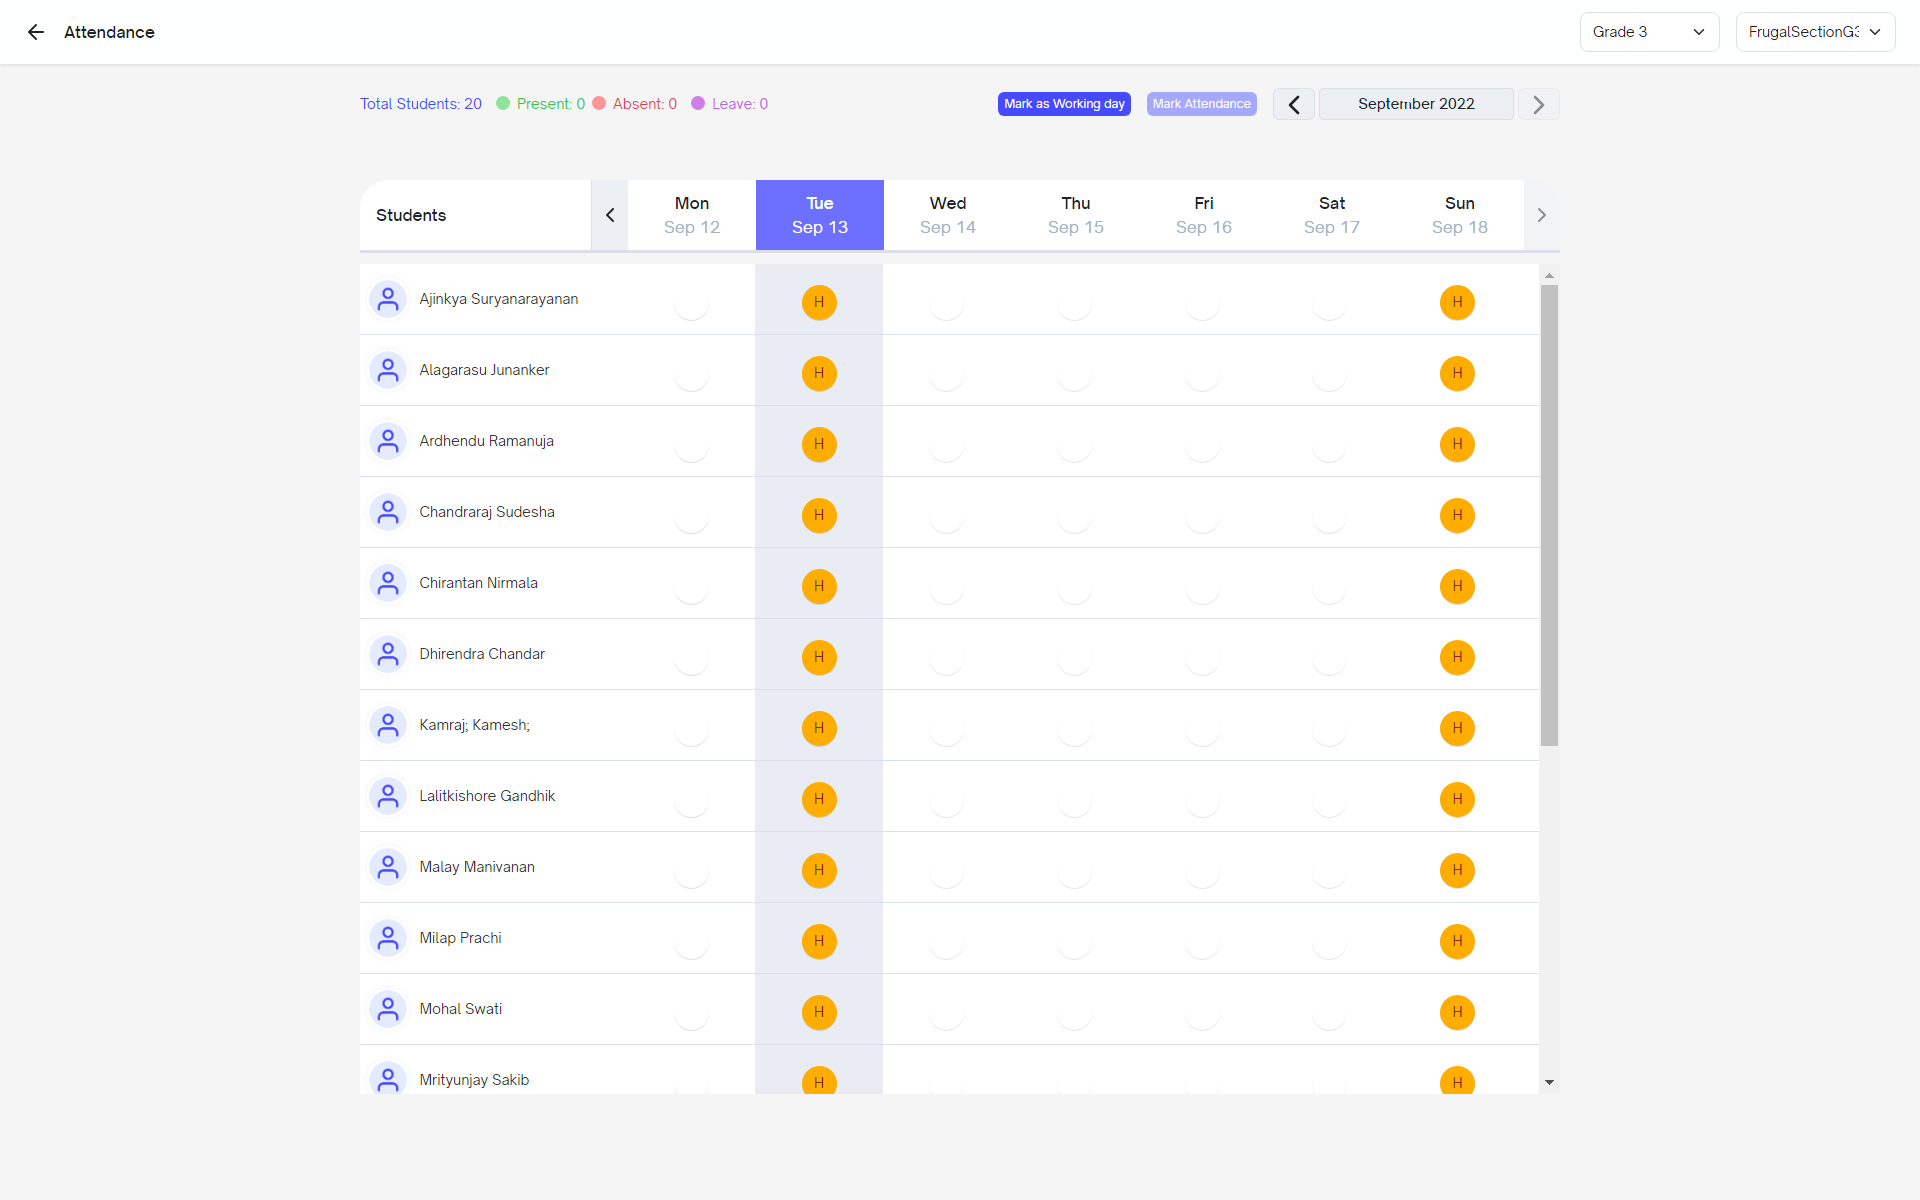 Attendance
Grade 3
FrugalSectionG3
Total Students: 20 Present: 0 Absent: 0 Leave: 0
Mark as Working day
Mark Attendance
September 2022
Students
Mon
Sep 12
Tue
Sep 13
Wed
Sep 14
Thu
Sep 15
Fri
Sep 16
Sat
Sep 17
Sun
Sep 18
Ajinkya Suryanarayanan H H
Alagarasu Junanker H H
Ardhendu Ramanuja H H
Chandraraj Sudesha H H
Chirantan Nirmala H H
Dhirendra Chandar H H
Kamraj; Kamesh; H H
Lalitkishore Gandhik H H
Malay Manivanan H H
Milap Prachi H H
Mohal Swati H H
Mrityunjay Sakib H H